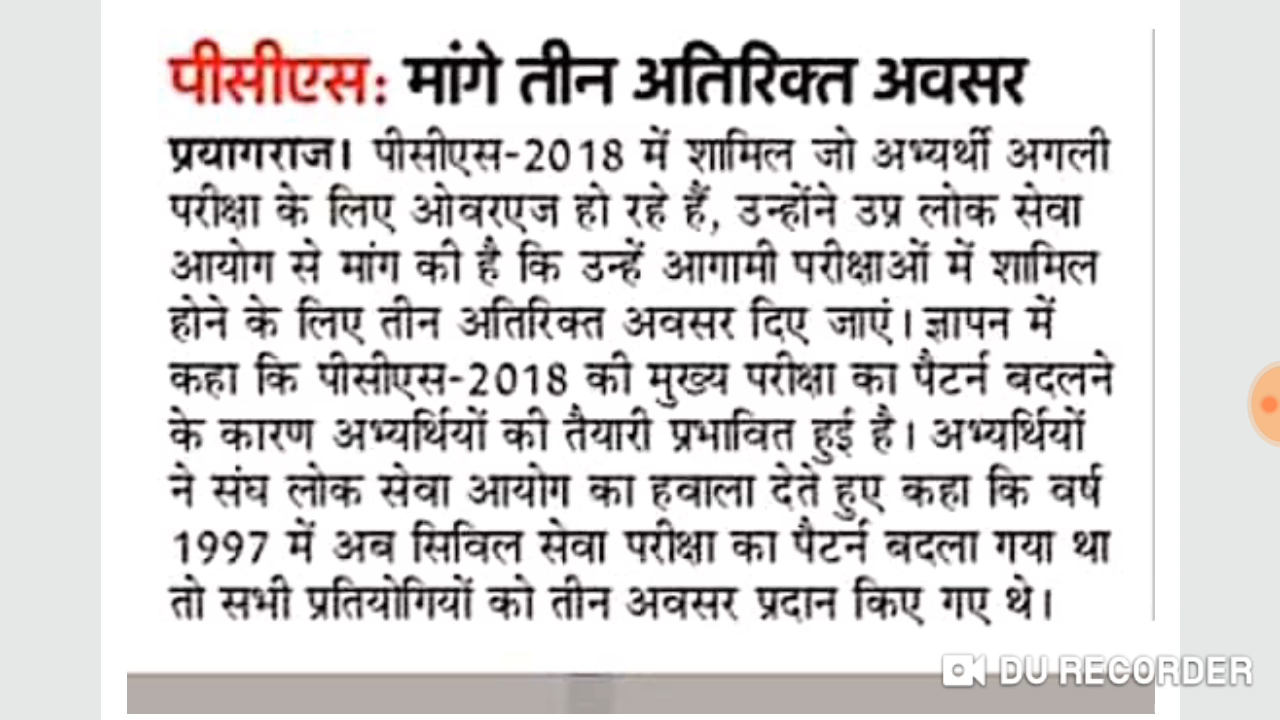 पीसीएस: मांगे तीन अतिरिक्त अवसर
प्रयागराज। पीसीएस-2018 में शामिल जो अभ्यर्थी अगली
परीक्षा के लिए ओवरएज हो रहे हैं, उन्होंने उप्र लोक सेवा
आयोग से मांग की है कि उन्हें आगामी परीक्षाओं में शामिल
होने के लिए तीन अतिरिक्त अवसर दिए जाएं। ज्ञापन में
कहा कि पीसीएस-2018 की मुख्य परीक्षा का पैटर्न बदलने
के कारण अभ्यर्थियों की तैयारी प्रभावित हुई है। अभ्यर्थियों
ने संघ लोक सेवा आयोग का हवाला देते हुए कहा कि वर्ष
1997 में अब सिविल सेवा परीक्षा का पैटर्न बदला गया था
तो सभी प्रतियोगियों को तीन अवसर प्रदान किए गए थे।
DU RECORDER